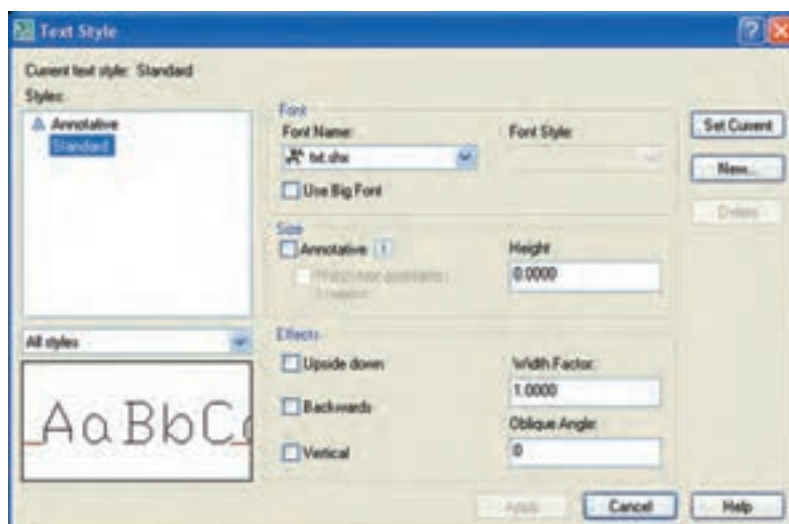 Text Style
Current text style: Standard
Styles:
Annotative
Standard
All styles
AaBbC
Font
Font Name:
txt.shx
Use Big Font
Font Style:
Size
Annotative
Height
0.0000
Effects
Upside down
Backwards
Vertical
Width Factor:
1.0000
Oblique Angle:
0
Set Current
New...
Delete
Apply
Cancel
Help